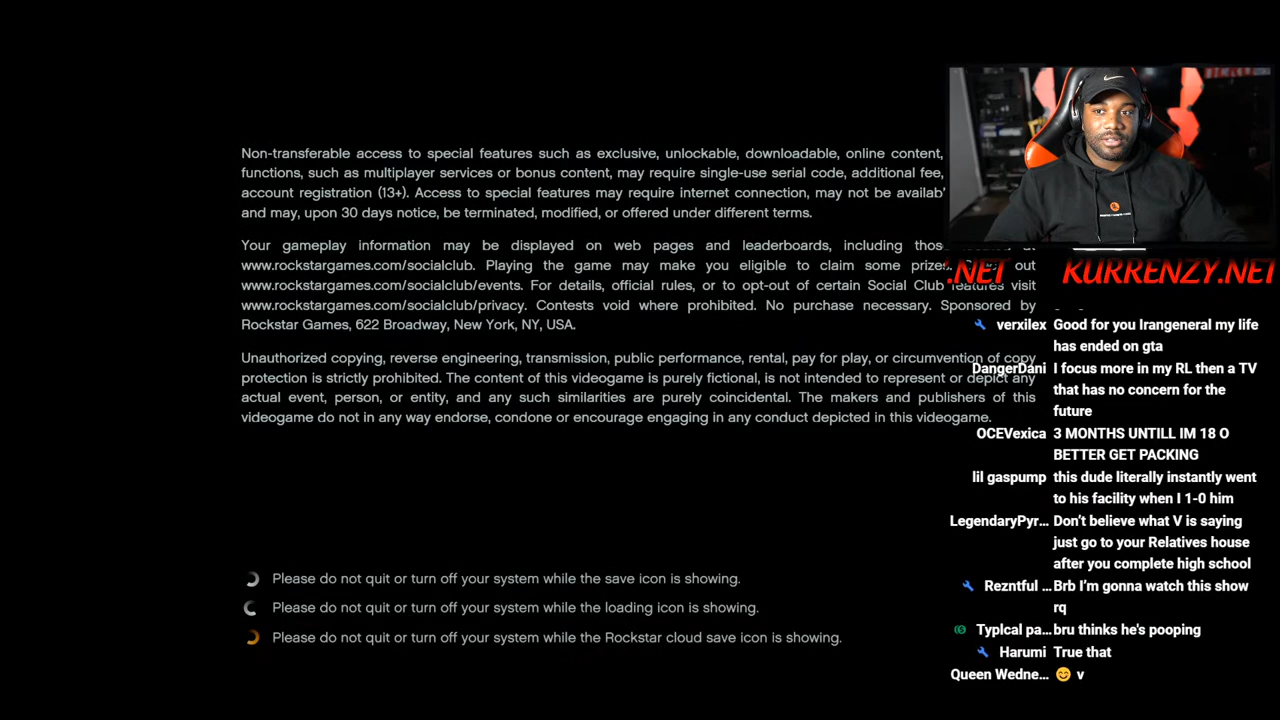 Non-transferable access to special features such as exclusive, unlockable, downloadable, online content,
functions, such as multiplayer services or bonus content, may require single-use serial code, additional fee,
account registration (13+). Access to special features may require internet connection, may not be availab
and may, upon 30 days notice, be terminated, modified, or offered under different terms.
Your gameplay information may be displayed on web pages and leaderboards, including thos
www.rockstargames.com/socialclub. Playing the game may make you eligible to claim some prizes. out
www.rockstargames.com/socialclub/events. For details, official rules, or to opt-out of certain Social Club features visit
www.rockstargames.com/socialclub/privacy. Contests void where prohibited. No purchase necessary. Sponsored by
Rockstar Games, 622 Broadway, New York, NY, USA.
Unauthorized copying, reverse engineering, transmission, public performance, rental, pay for play, or circumvention of copy
protection is strictly prohibited. The content of this videogame is purely fictional, is not intended to represent or depict any
actual event, person, or entity, and any such similarities are purely coincidental. The makers and publishers of this
videogame do not in any way endorse, condone or encourage engaging in any conduct depicted in this videogame.
Please do not quit or turn off your system while the save icon is showing.
Please do not quit or turn off your system while the loading icon is showing.
Please do not quit or turn off your system while the Rockstar cloud save icon is showing.
.NET KURRENZY.NET
verxilex Good for you Irangeneral my life
has ended on gta
DangerDani I focus more in my RL then a TV
that has no concern for the
future
OCEVexica 3 MONTHS UNTILL IM 18 O
BETTER GET PACKING
lil gaspump this dude literally instantly went
to his facility when I 1-0 him
LegendaryPyr... Don't believe what V is saying
just go to your Relatives house
after you complete high school
Rezntful ... Brb I'm gonna watch this show
rq
Typlcal pa... bru thinks he's pooping
Harumi True that
Queen Wedne... 😊 v